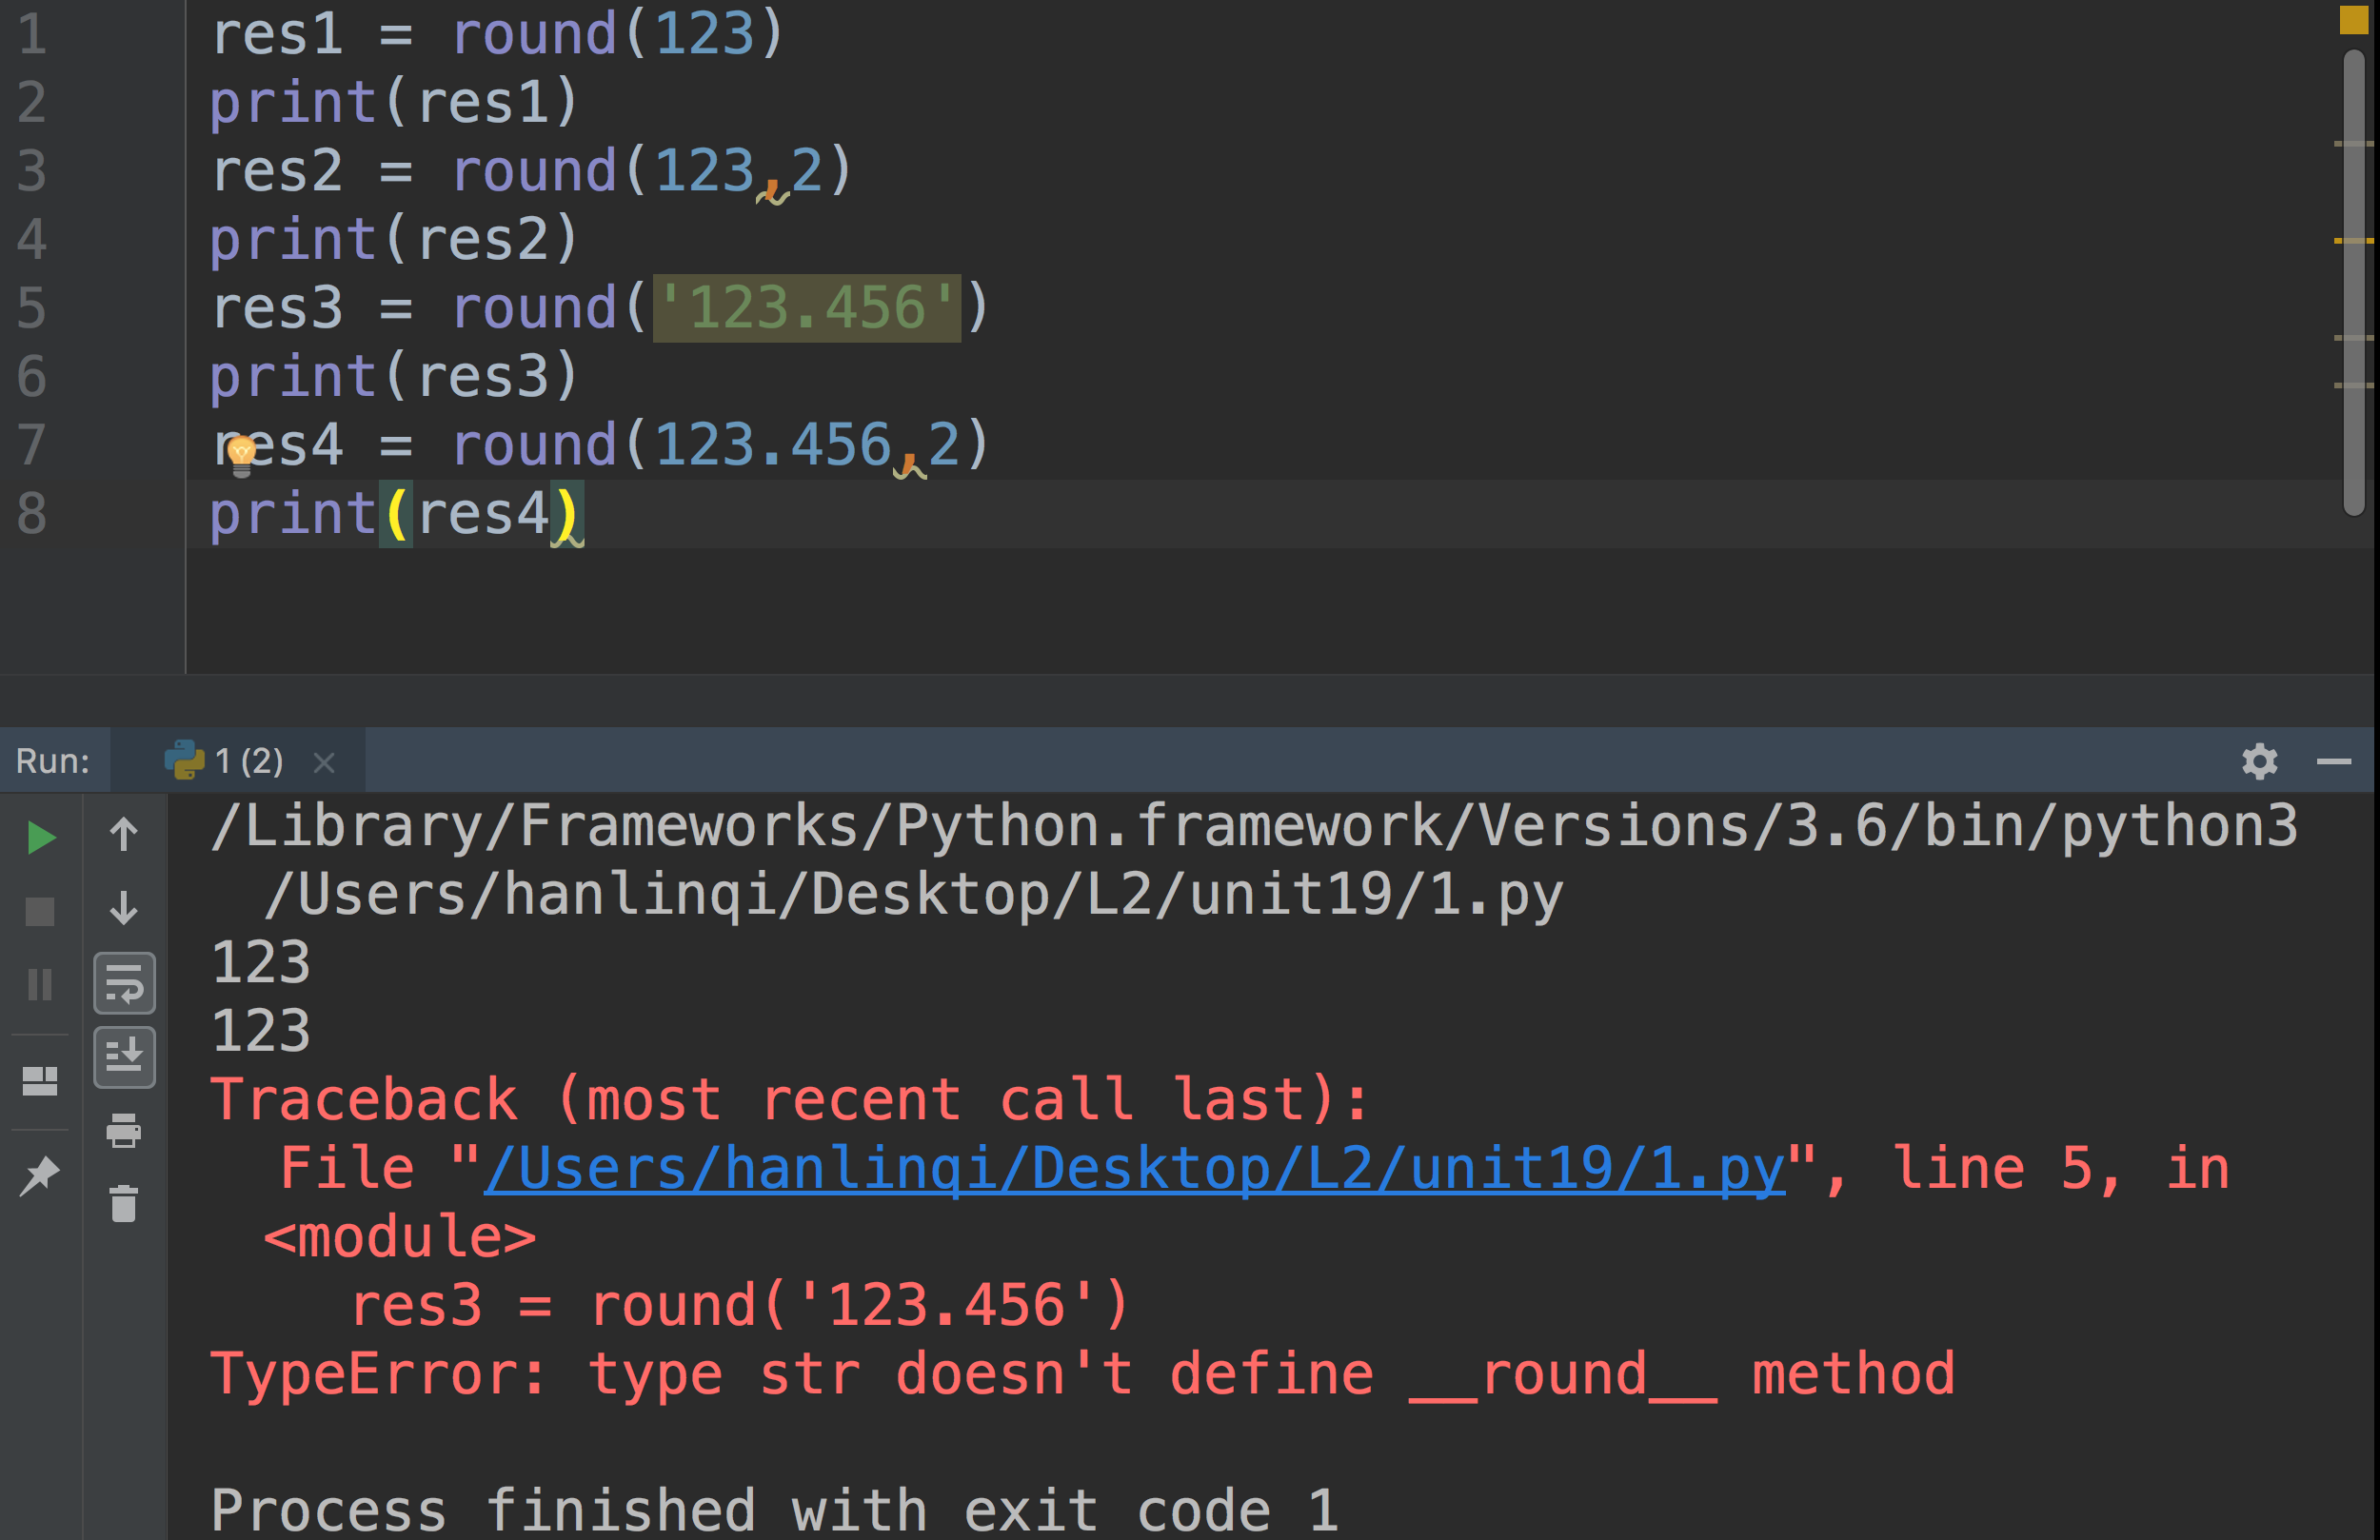 1 res1 = round(123)
2 print(res1)
3 res2 = round(123,2)
4 print(res2)
5 res3 = round('123.456')
6 print(res3)
7 res4 = round(123.456,2)
8 print(res4)
Run: 1 (2)
/Library/Frameworks/Python.framework/Versions/3.6/bin/python3
/Users/hanlinqi/Desktop/L2/unit19/1.py
123
123
Traceback (most recent call last):
File "/Users/hanlinqi/Desktop/L2/unit19/1.py", line 5, in
<module>
res3 = round('123.456')
TypeError: type str doesn't define __round__ method
Process finished with exit code 1